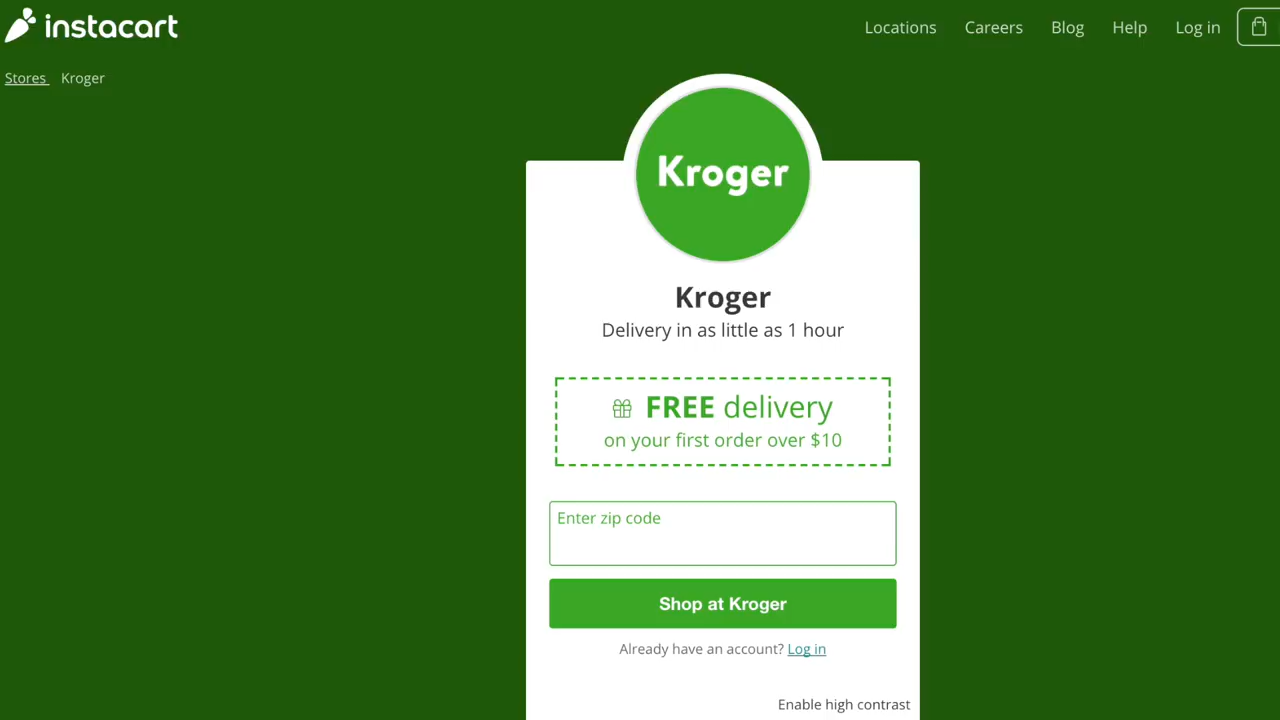 instacart
Locations Careers Blog Help Log in
Stores Kroger
Kroger
Kroger
Delivery in as little as 1 hour
FREE delivery
on your first order over $10
Enter zip code
Shop at Kroger
Already have an account? Log in
Enable high contrast